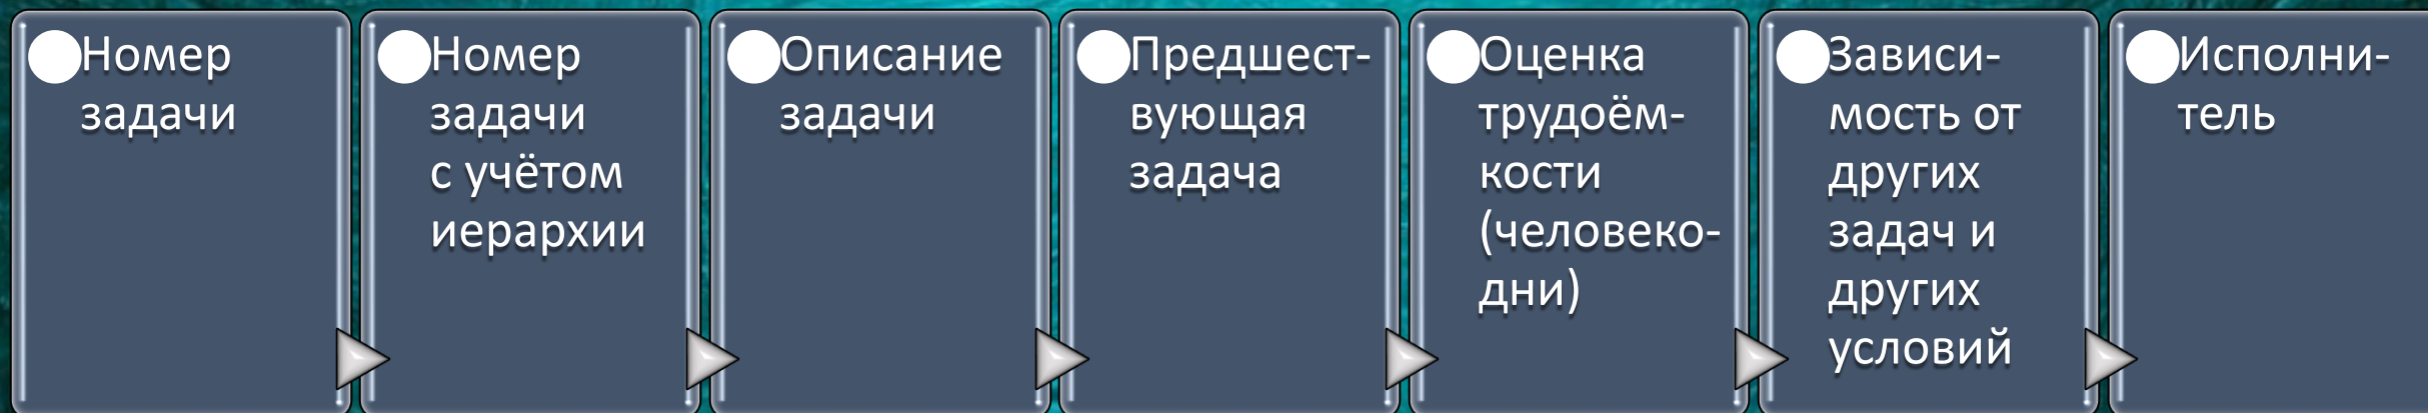 Номер
задачи
Номер
задачи
с учётом
иерархии
Описание
задачи
Предшест-
вующая
задача
Оценка
трудоём-
кости
(человеко-
дни)
Зависи-
мость от
других
задач и
других
условий
Исполни-
тель